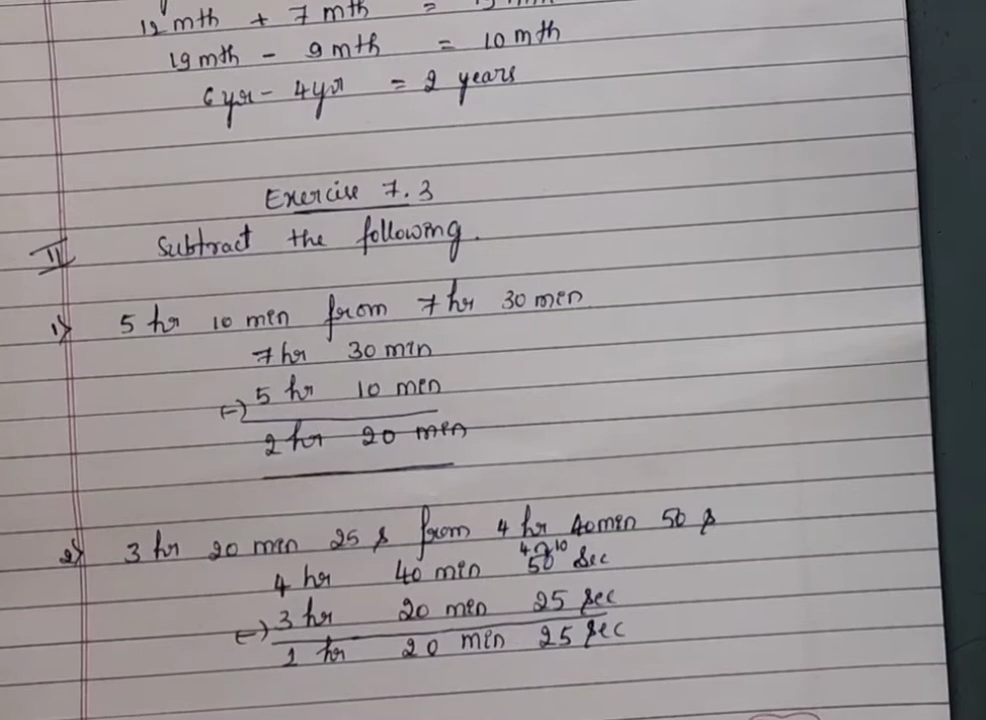 12 mth + 7 mth =
19 mth - 9 mth = 10 mth
6 yr - 4 yr = 2 years
Exercise 7.3
II Subtract the following.
1) 5 hr 10 min from 7 hr 30 min
7 hr 30 min
(-) 5 hr 10 min
2 hr 20 min
2) 3 hr 20 min 25 s from 4 hr 40 min 50 s
4 10
4 hr 40 min 50 sec
(-) 3 hr 20 min 25 sec
1 hr 20 min 25 sec